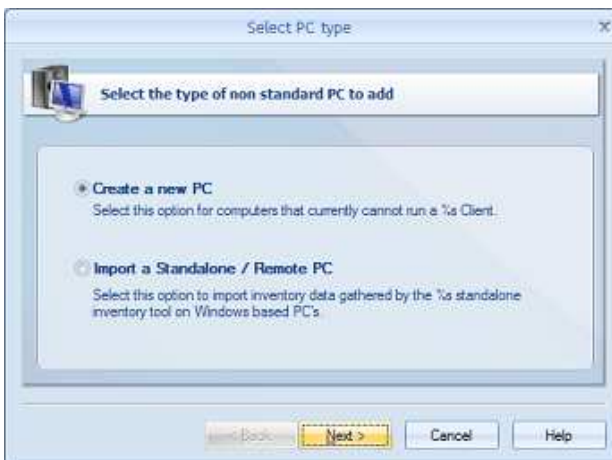 Select PC type
Select the type of non standard PC to add
Create a new PC
Select this option for computers that currently cannot run a %s Client.
Import a Standalone / Remote PC
Select this option to import inventory data gathered by the %s standalone
inventory tool on Windows based PC's.
< Back
Next >
Cancel
Help